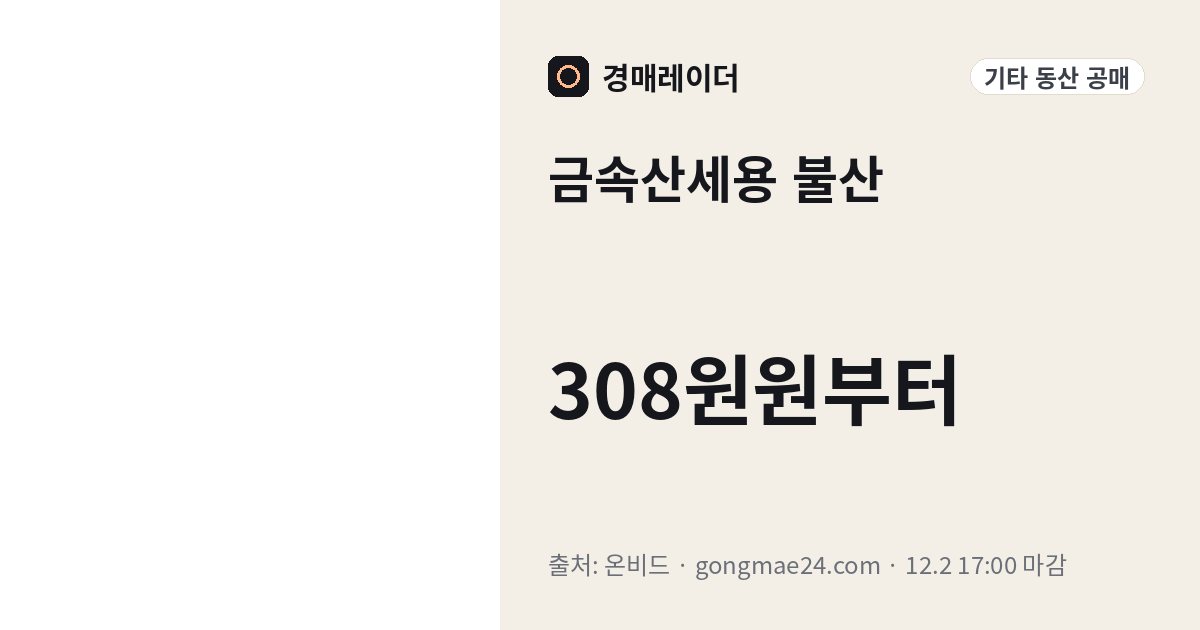 경매레이더
기타 동산 공매
금속산세용 불산
308원원부터
출처: 온비드 · gongmae24.com · 12.2 17:00 마감